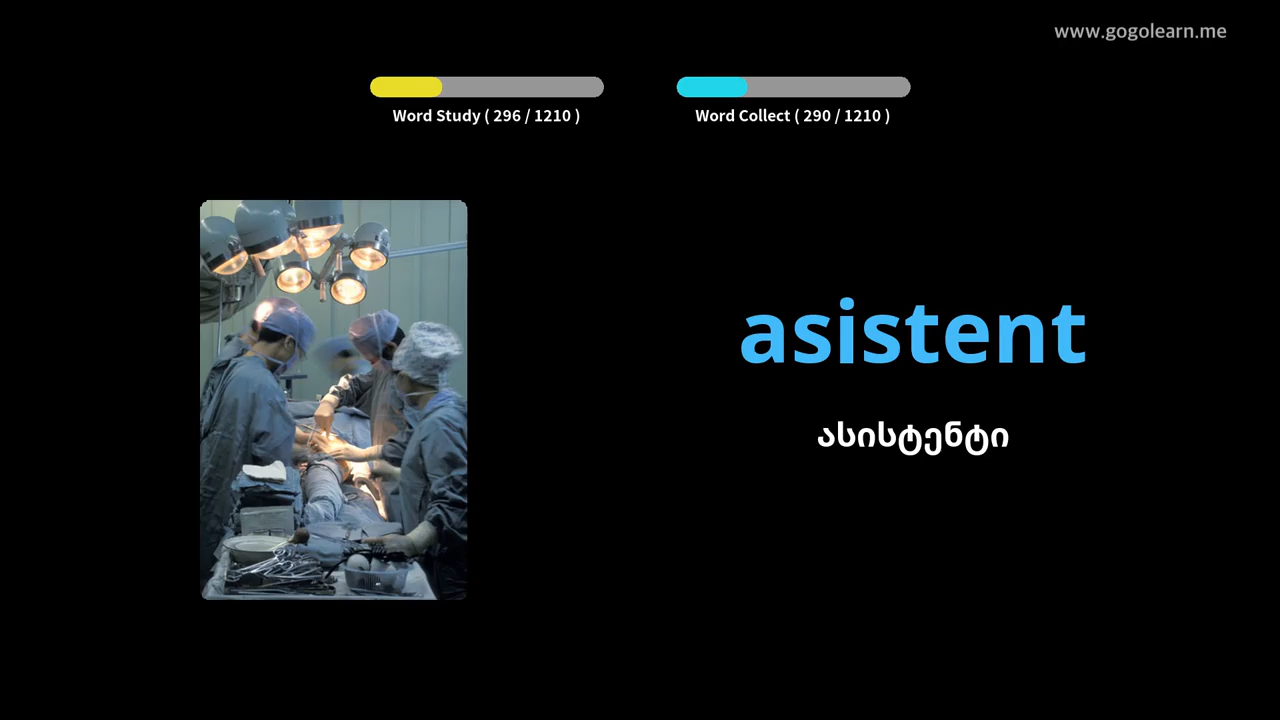 www.gogolearn.me
Word Study ( 296 / 1210 )
Word Collect ( 290 / 1210 )
asistent
ასისტენტი